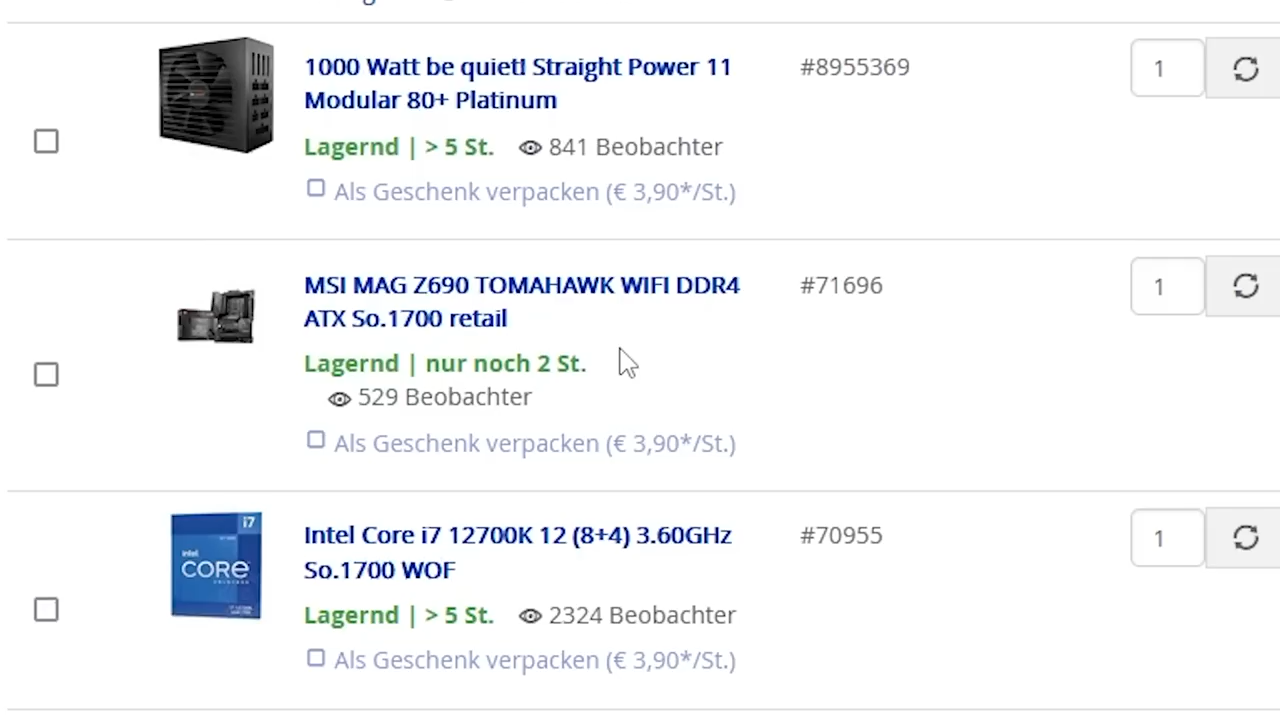 1000 Watt be quiet! Straight Power 11
Modular 80+ Platinum
#8955369
1
Lagernd | > 5 St. 841 Beobachter
Als Geschenk verpacken (€ 3,90*/St.)
MSI MAG Z690 TOMAHAWK WIFI DDR4
ATX So.1700 retail
#71696
1
Lagernd | nur noch 2 St.
529 Beobachter
Als Geschenk verpacken (€ 3,90*/St.)
Intel Core i7 12700K 12 (8+4) 3.60GHz
So.1700 WOF
#70955
1
i7
intel
CORE
Lagernd | > 5 St. 2324 Beobachter
Als Geschenk verpacken (€ 3,90*/St.)